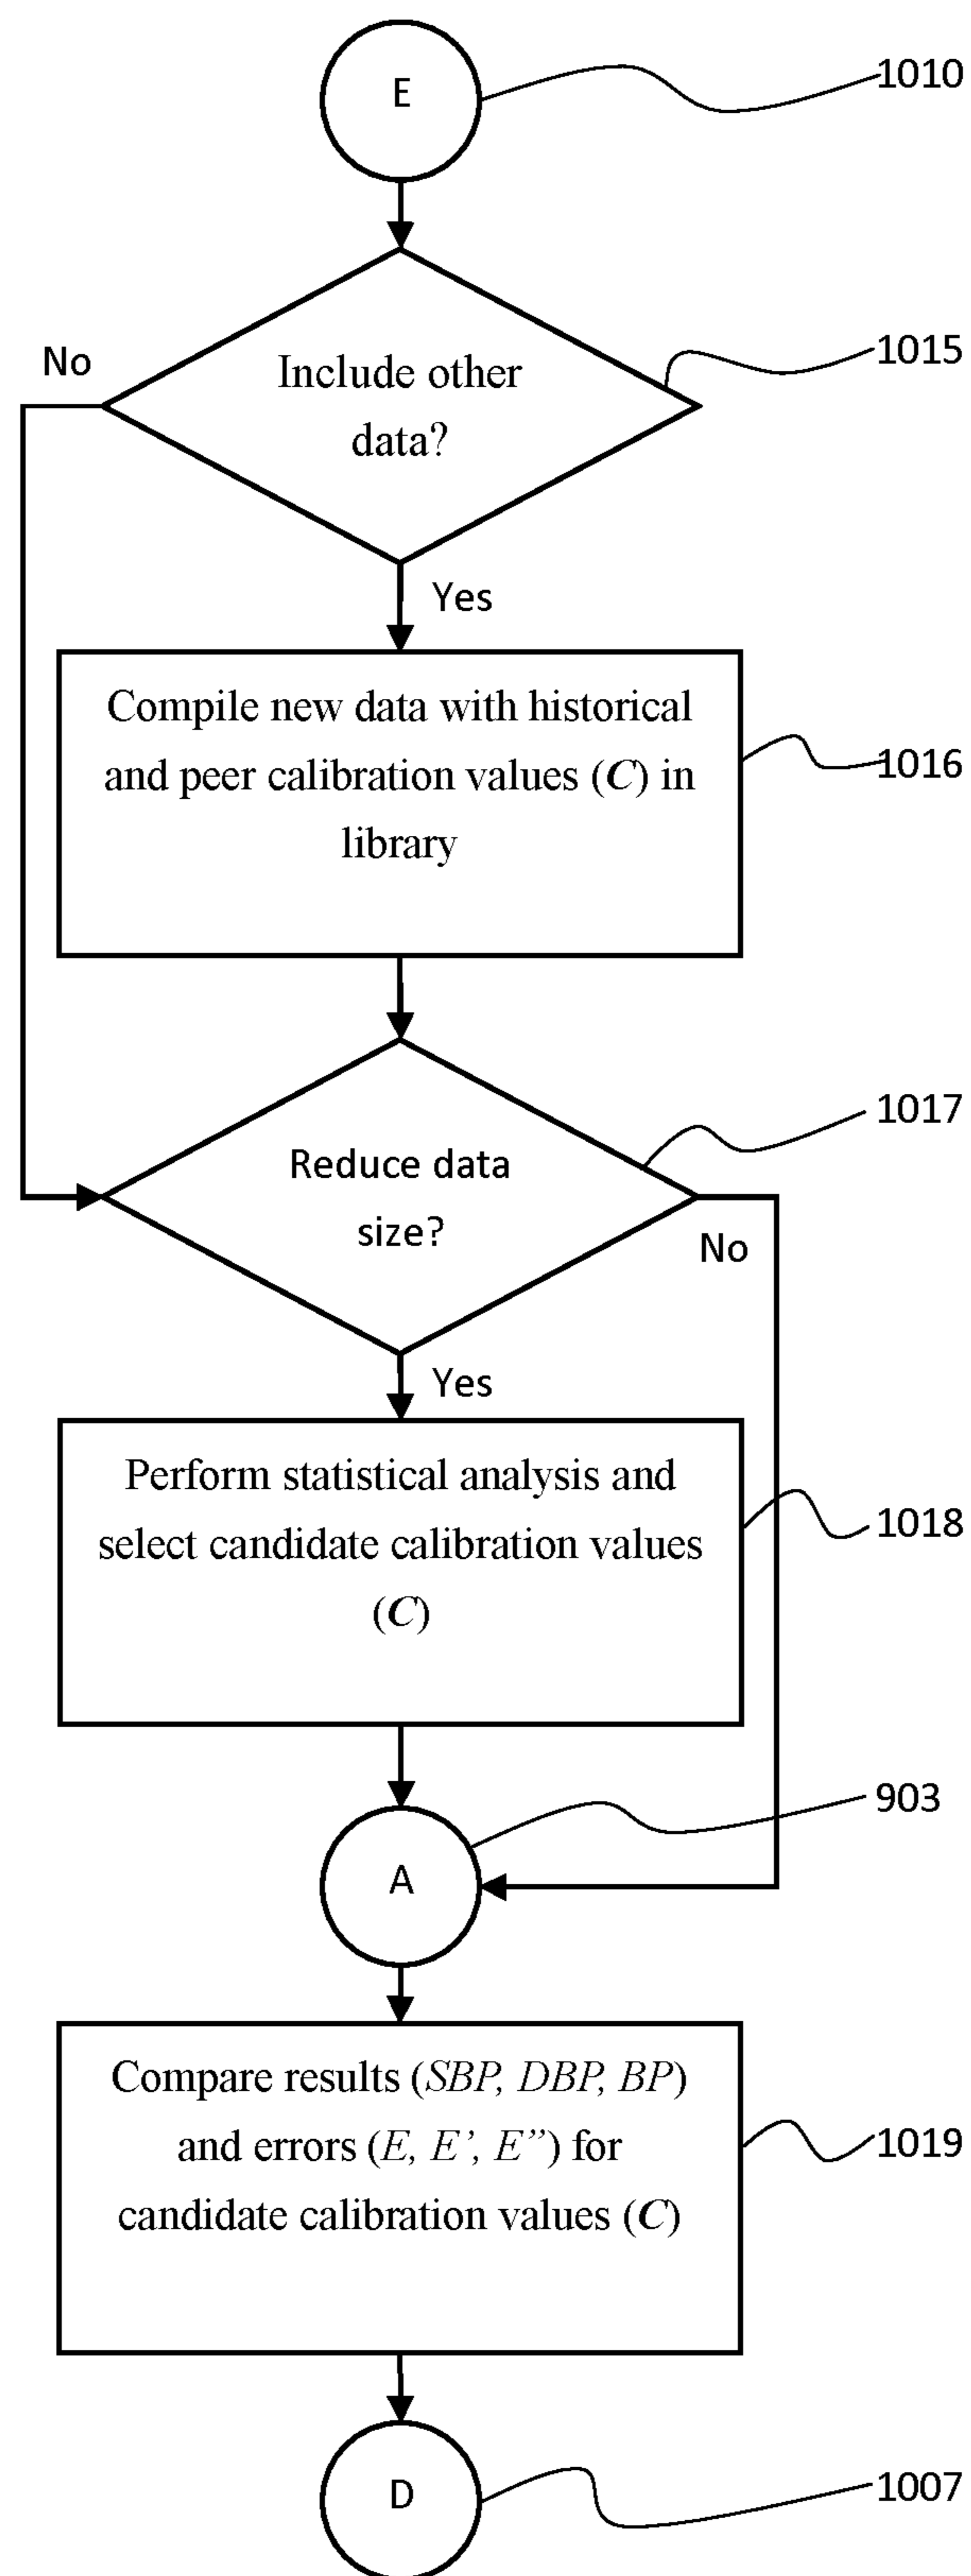 E
1010
No
1015
Include other
data?
Yes
Compile new data with historical
and peer calibration values (C) in
library
1016
1017
Reduce data
size?
No
Yes
Perform statistical analysis and
select candidate calibration values
(C)
1018
903
A
Compare results (SBP, DBP, BP)
and errors (E, E’, E”) for
candidate calibration values (C)
1019
D
1007